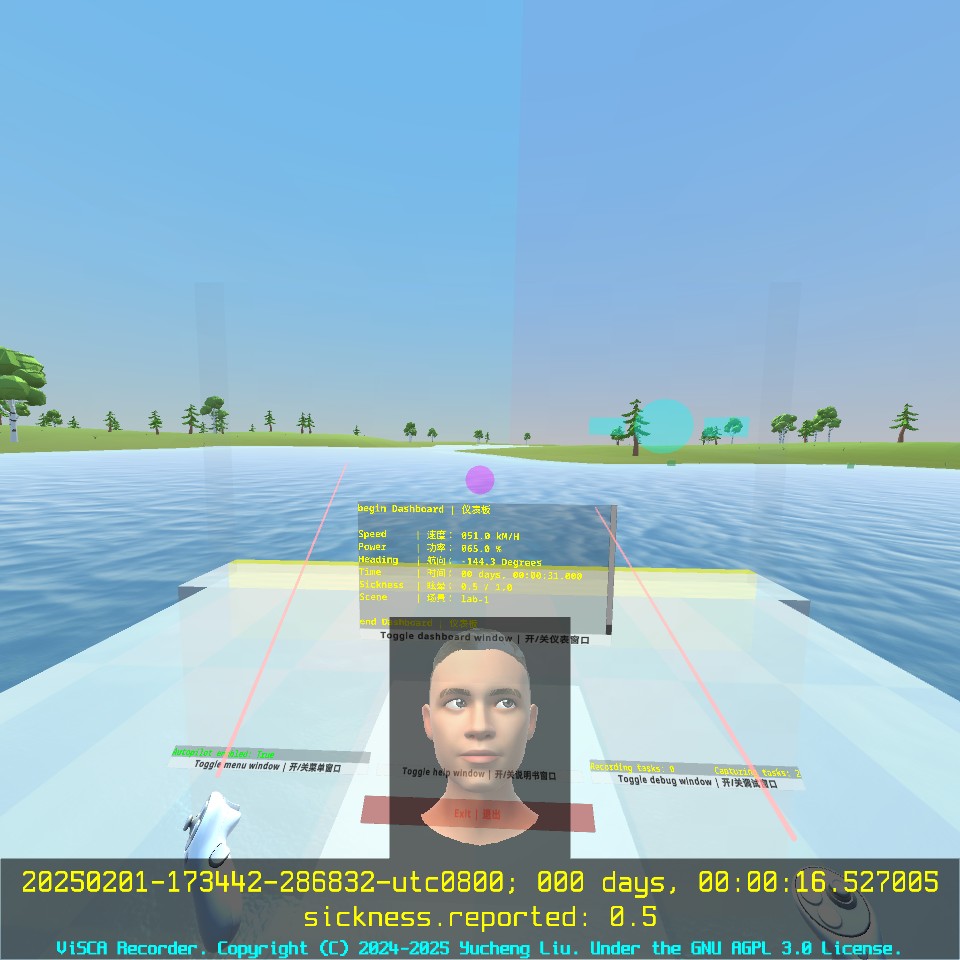 begin Dashboard | 仪表板
Speed | 速度： 051.0 kM/H
Power | 功率： 065.0 %
Heading | 航向： -144.3 Degrees
Time | 时间： 00 days, 00:00:31.000
Sickness | 眩晕： 0.5 / 1.0
Scene | 场景： lab-1
end Dashboard | 仪表板
Toggle dashboard window | 开/关仪表窗口
Autopilot enabled: True
Toggle menu window | 开/关菜单窗口
Toggle help window | 开/关说明书窗口
Recording tasks: 0 Capturing tasks: 2
Toggle debug window | 开/关调试窗口
Exit | 退出
20250201-173442-286832-utc0800; 000 days, 00:00:16.527005
sickness.reported: 0.5
ViSCA Recorder. Copyright (C) 2024-2025 Yucheng Liu. Under the GNU AGPL 3.0 License.